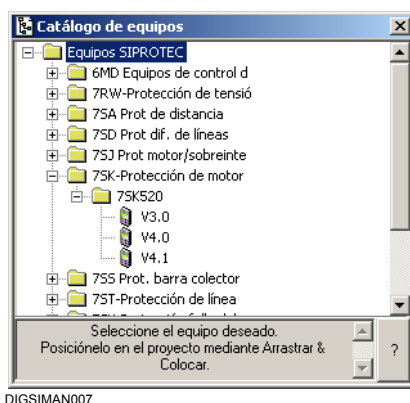 Catálogo de equipos
Equipos SIPROTEC
6MD Equipos de control d
7RW-Protección de tensió
7SA Prot de distancia
7SD Prot dif. de líneas
7SJ Prot motor/sobreinte
7SK-Protección de motor
7SK520
V3.0
V4.0
V4.1
7SS Prot. barra colector
7ST-Protección de línea
Seleccione el equipo deseado.
Posiciónelo en el proyecto mediante Arrastrar &
Colocar.
?
DIGSIMAN007